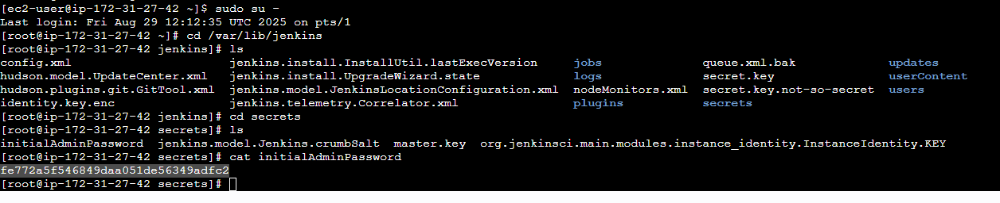 [ec2-user@ip-172-31-27-42 ~]$ sudo su -
Last login: Fri Aug 29 12:12:35 UTC 2025 on pts/1
[root@ip-172-31-27-42 ~]# cd /var/lib/jenkins
[root@ip-172-31-27-42 jenkins]# ls
config.xml jenkins.install.InstallUtil.lastExecVersion jobs queue.xml.bak updates
hudson.model.UpdateCenter.xml jenkins.install.UpgradeWizard.state logs secret.key userContent
hudson.plugins.git.GitTool.xml jenkins.model.JenkinsLocationConfiguration.xml nodeMonitors.xml secret.key.not-so-secret users
identity.key.enc jenkins.telemetry.Correlator.xml plugins secrets
[root@ip-172-31-27-42 jenkins]# cd secrets
[root@ip-172-31-27-42 secrets]# ls
initialAdminPassword jenkins.model.Jenkins.crumbSalt master.key org.jenkinsci.main.modules.instance_identity.InstanceIdentity.KEY
[root@ip-172-31-27-42 secrets]# cat initialAdminPassword
fe772a5f546849daa051de56349adfc2
[root@ip-172-31-27-42 secrets]#